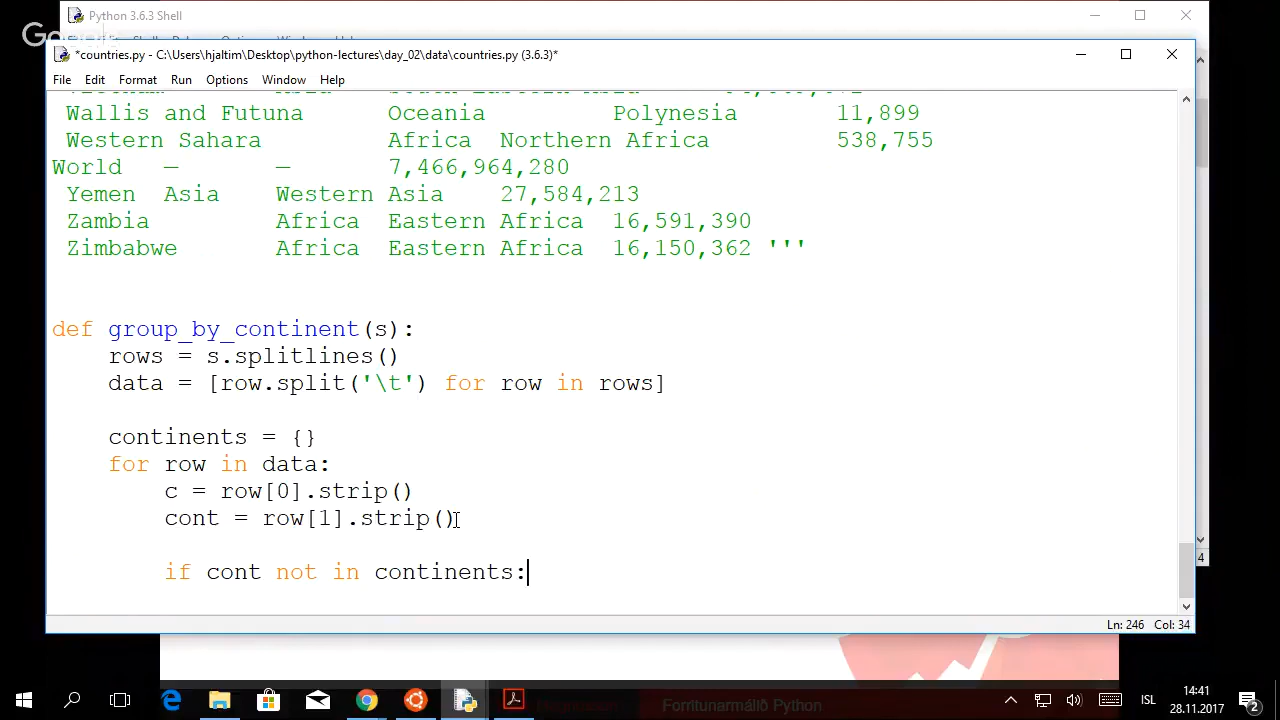 Python 3.6.3 Shell
*countries.py - C:\Users\hjaltim\Desktop\python-lectures\day_02\data\countries.py (3.6.3)*
File Edit Format Run Options Window Help
Wallis and Futuna Oceania Polynesia 11,899
Western Sahara Africa Northern Africa 538,755
World — — 7,466,964,280
Yemen Asia Western Asia 27,584,213
Zambia Africa Eastern Africa 16,591,390
Zimbabwe Africa Eastern Africa 16,150,362 '''
def group_by_continent(s):
rows = s.splitlines()
data = [row.split('\t') for row in rows]
continents = {}
for row in data:
c = row[0].strip()
cont = row[1].strip()
if cont not in continents:
4
Ln: 246 Col: 34
Forritunarmálið Python
ISL
14:41
28.11.2017
2